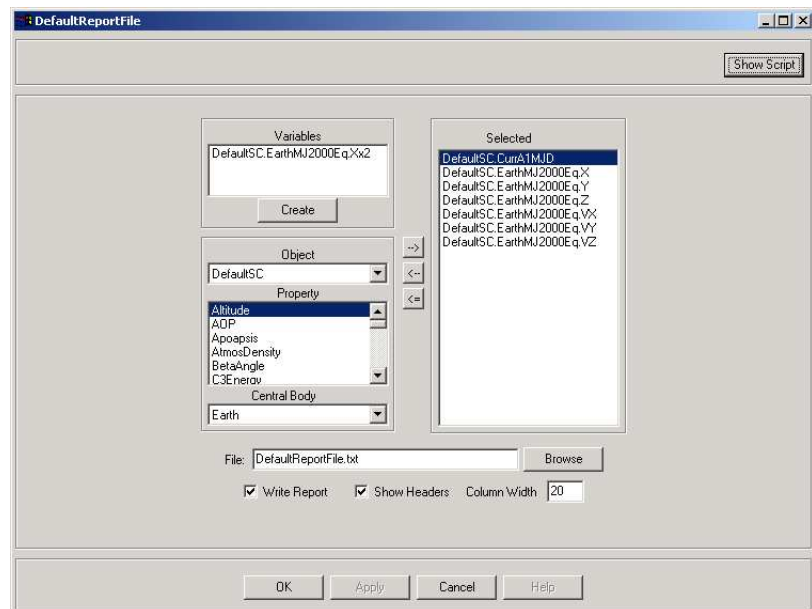 DefaultReportFile
Show Script
Variables
DefaultSC.EarthMJ2000Eq.Xx2
Create
Object
DefaultSC
Property
Altitude
AOP
Apoapsis
AtmosDensity
BetaAngle
C3Energy
Central Body
Earth
-->
<--
<=
Selected
DefaultSC.CurrA1MJD
DefaultSC.EarthMJ2000Eq.X
DefaultSC.EarthMJ2000Eq.Y
DefaultSC.EarthMJ2000Eq.Z
DefaultSC.EarthMJ2000Eq.VX
DefaultSC.EarthMJ2000Eq.VY
DefaultSC.EarthMJ2000Eq.VZ
File: DefaultReportFile.txt Browse
Write Report Show Headers Column Width 20
OK Apply Cancel Help